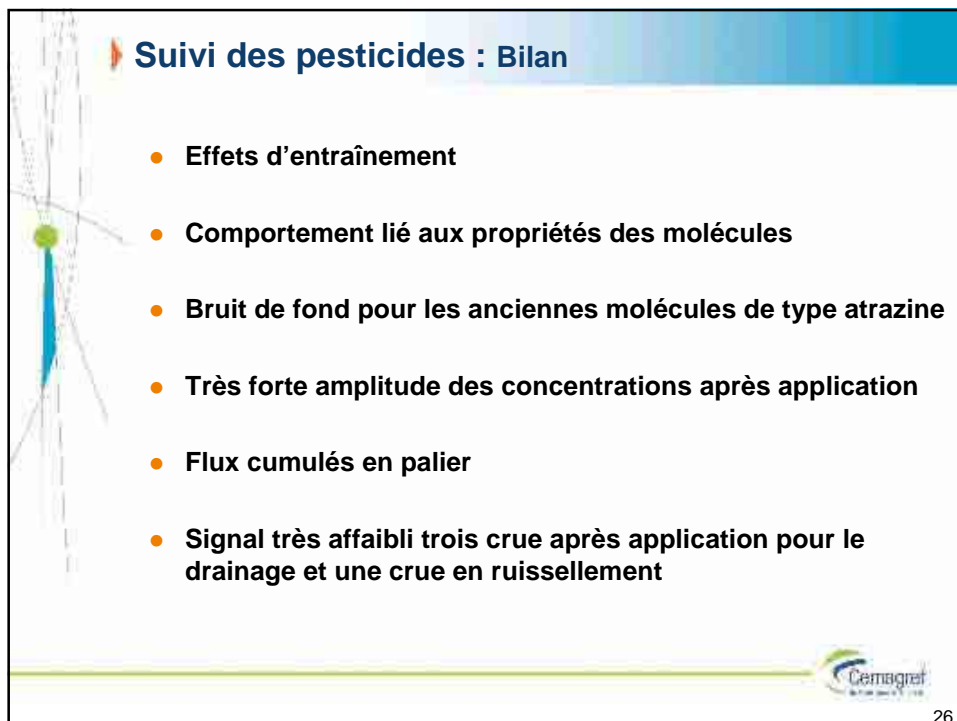 Suivi des pesticides : Bilan
• Effets d’entraînement
• Comportement lié aux propriétés des molécules
• Bruit de fond pour les anciennes molécules de type atrazine
• Très forte amplitude des concentrations après application
• Flux cumulés en palier
• Signal très affaibli trois crue après application pour le
drainage et une crue en ruissellement
Cemagref
26